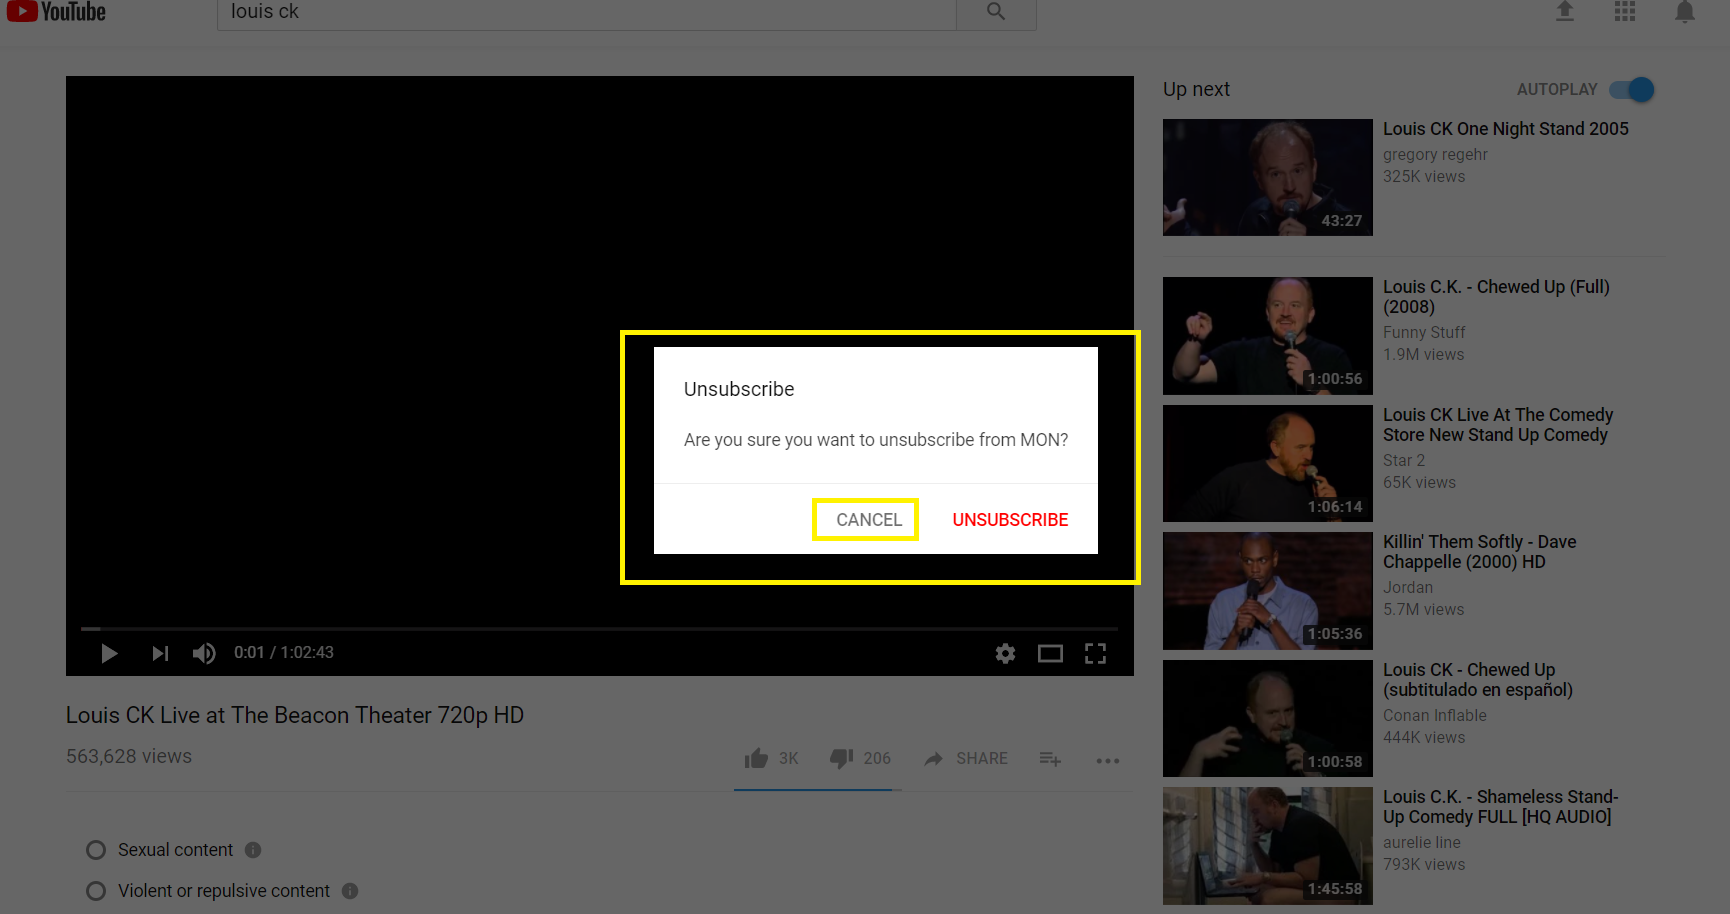 YouTube
louis ck
Up next
AUTOPLAY
Louis CK One Night Stand 2005
gregory regehr
325K views
43:27
Louis C.K. - Chewed Up (Full)
(2008)
Funny Stuff
1.9M views
1:00:56
Louis CK Live At The Comedy
Store New Stand Up Comedy
Star 2
65K views
1:06:14
Killin' Them Softly - Dave
Chappelle (2000) HD
Jordan
5.7M views
1:05:36
Louis CK - Chewed Up
(subtitulado en español)
Conan Inflable
444K views
1:00:58
Louis C.K. - Shameless Stand-
Up Comedy FULL [HQ AUDIO]
aurelie line
793K views
1:45:58
Unsubscribe
Are you sure you want to unsubscribe from MON?
CANCEL UNSUBSCRIBE
0:01 / 1:02:43
Louis CK Live at The Beacon Theater 720p HD
563,628 views
3K 206 SHARE
Sexual content
Violent or repulsive content